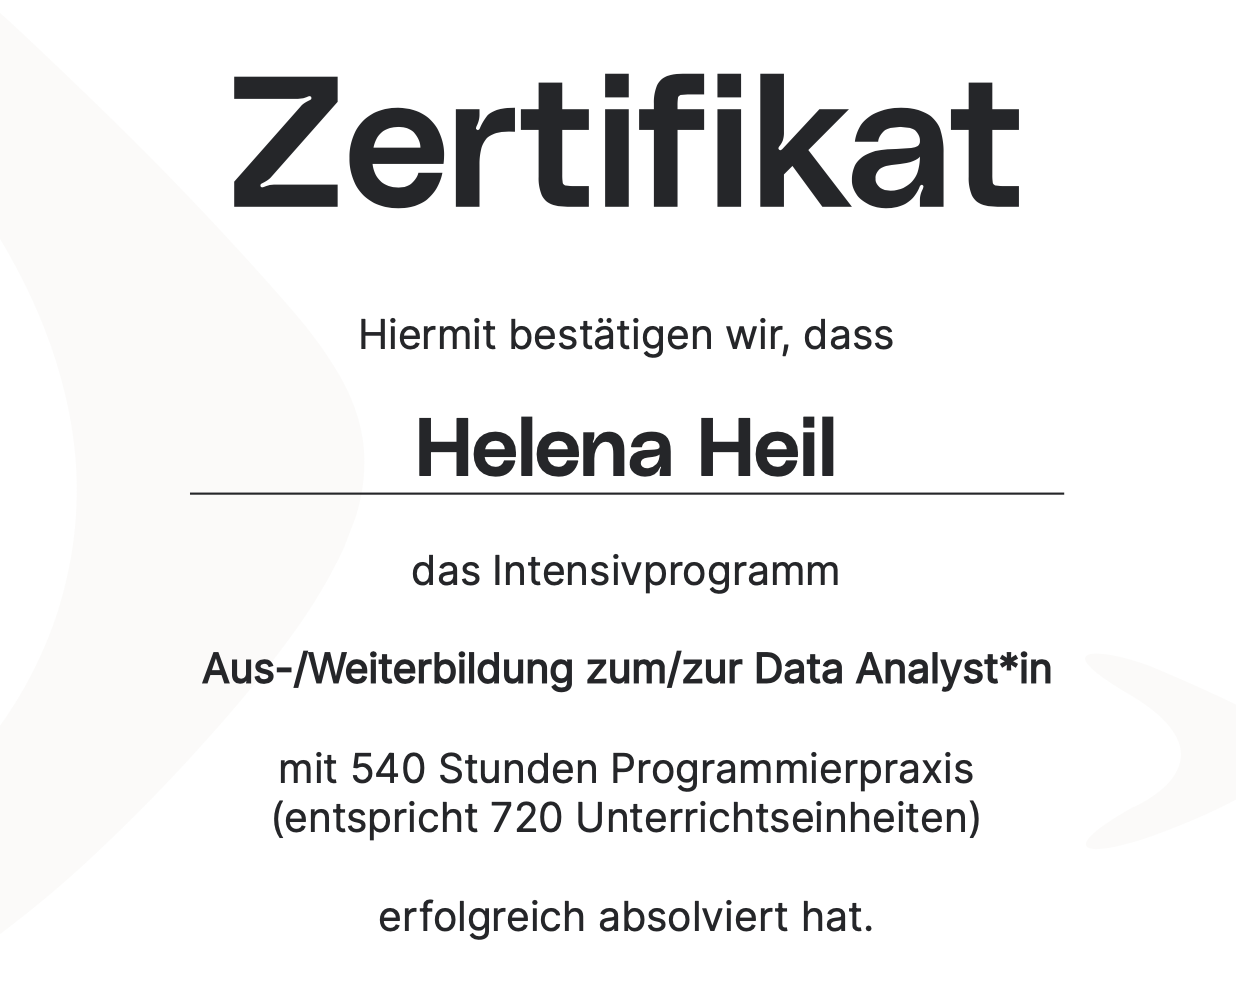 Zertifikat
Hiermit bestätigen wir, dass
Helena Heil
das Intensivprogramm
Aus-/Weiterbildung zum/zur Data Analyst*in
mit 540 Stunden Programmierpraxis
(entspricht 720 Unterrichtseinheiten)
erfolgreich absolviert hat.